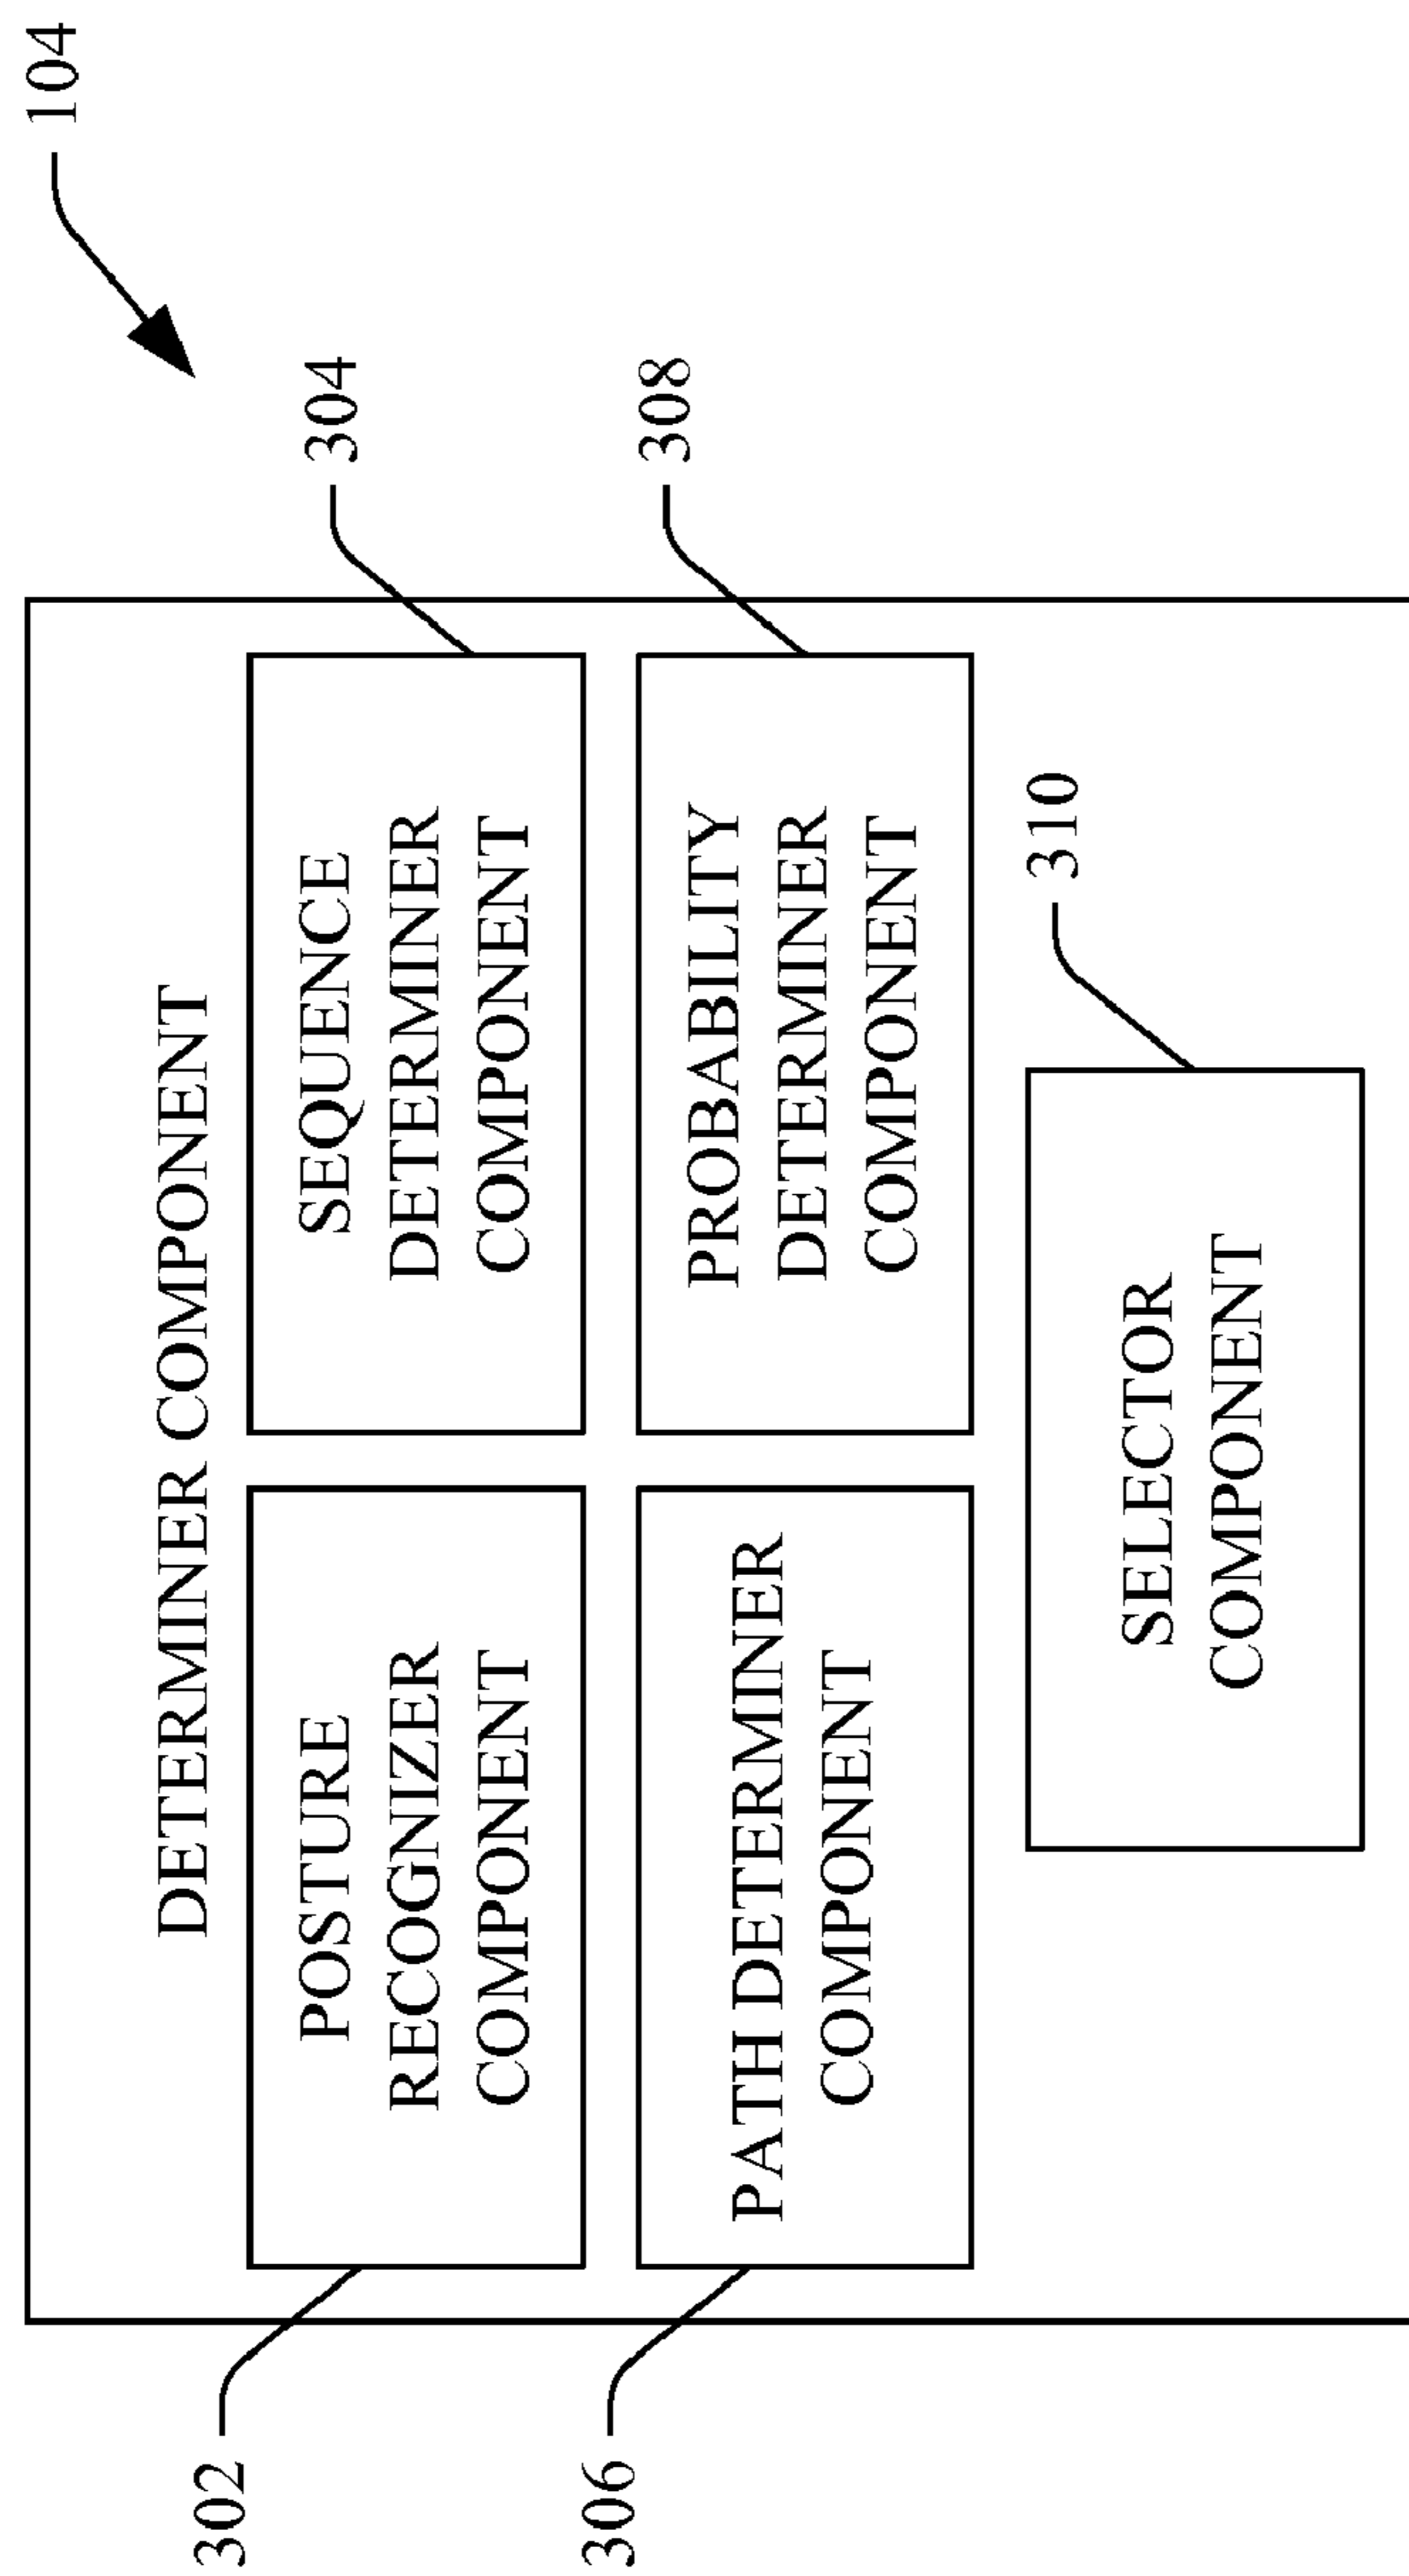 104
DETERMINER COMPONENT
302
POSTURE
RECOGNIZER
COMPONENT
SEQUENCE
DETERMINER
COMPONENT
304
306
PATH DETERMINER
COMPONENT
PROBABILITY
DETERMINER
COMPONENT
308
SELECTOR
COMPONENT
310